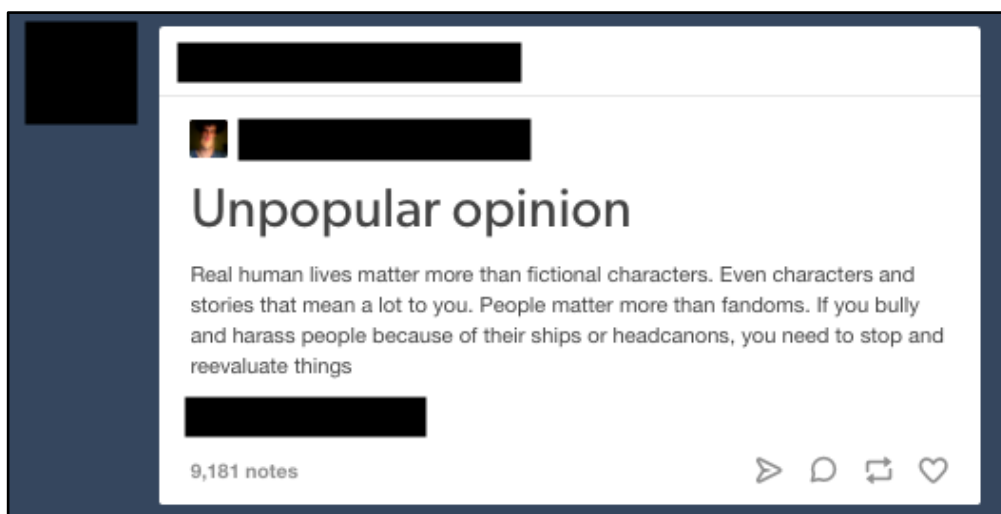 Unpopular opinion
Real human lives matter more than fictional characters. Even characters and
stories that mean a lot to you. People matter more than fandoms. If you bully
and harass people because of their ships or headcanons, you need to stop and
reevaluate things
9,181 notes